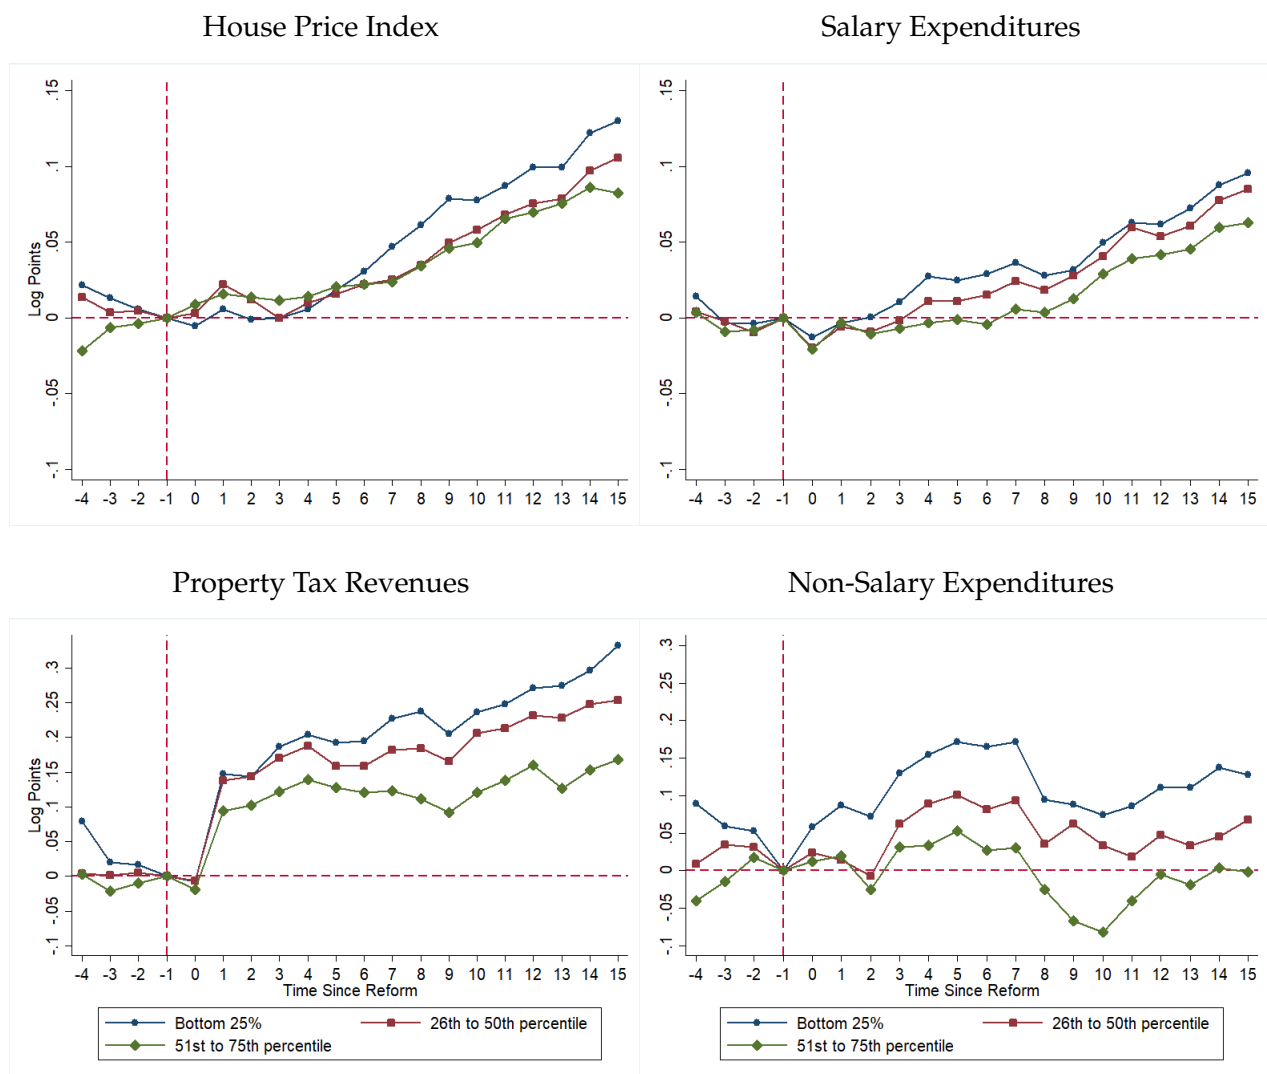 House Price Index
Salary Expenditures
.15
.1
.05
0
-.05
-.1
Log Points
-4 -3 -2 -1 0 1 2 3 4 5 6 7 8 9 10 11 12 13 14 15
.15
.1
.05
0
-.05
-.1
-4 -3 -2 -1 0 1 2 3 4 5 6 7 8 9 10 11 12 13 14 15
Property Tax Revenues
Non-Salary Expenditures
.3
.25
.2
.15
.1
.05
0
-.05
-.1
Log Points
-4 -3 -2 -1 0 1 2 3 4 5 6 7 8 9 10 11 12 13 14 15
Time Since Reform
Bottom 25% 26th to 50th percentile
51st to 75th percentile
.3
.25
.2
.15
.1
.05
0
-.05
-.1
-4 -3 -2 -1 0 1 2 3 4 5 6 7 8 9 10 11 12 13 14 15
Time Since Reform
Bottom 25% 26th to 50th percentile
51st to 75th percentile